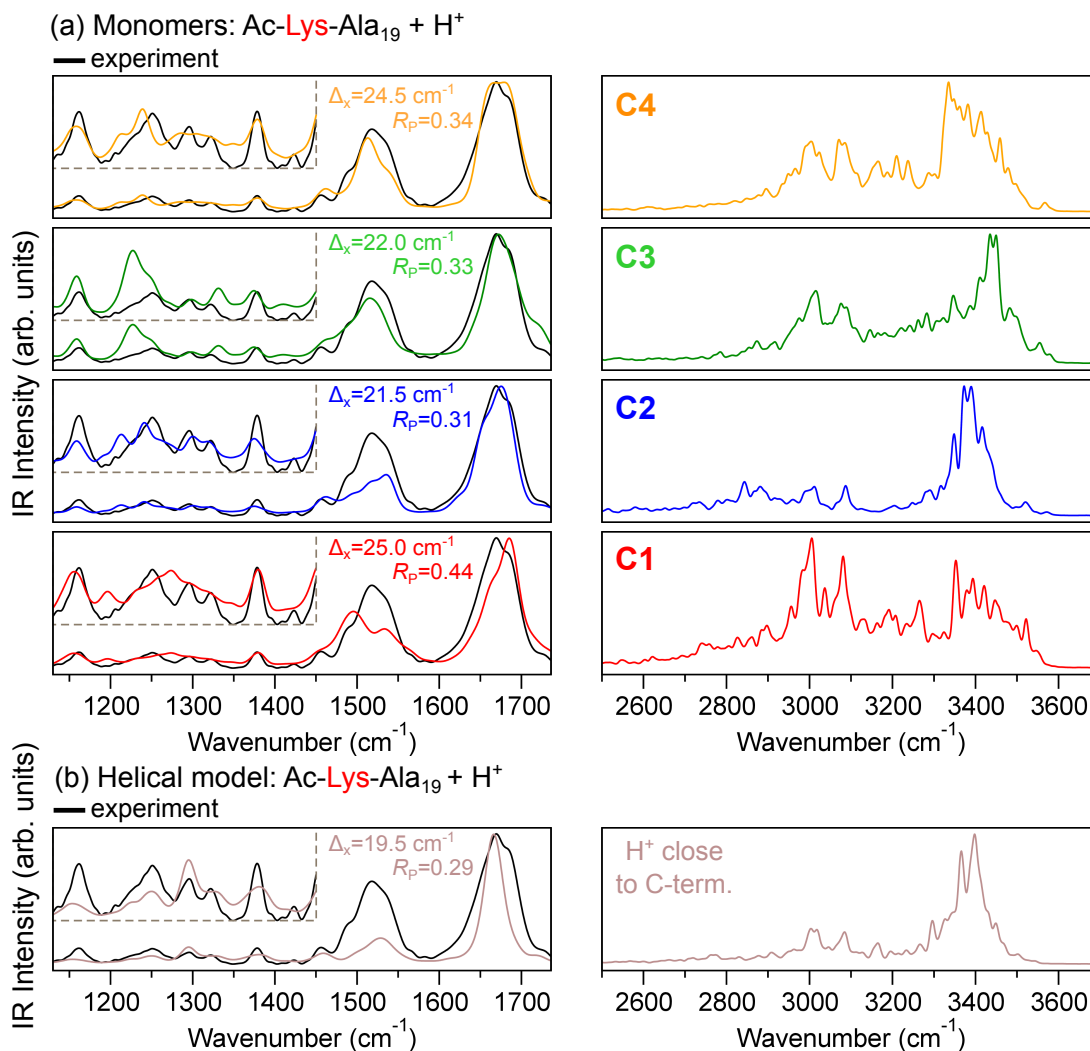 (a) Monomers: Ac-Lys-Ala₁₉ + H⁺
experiment
Δₓ=24.5 cm⁻¹
R_P=0.34
C4
Δₓ=22.0 cm⁻¹
R_P=0.33
C3
Δₓ=21.5 cm⁻¹
R_P=0.31
C2
Δₓ=25.0 cm⁻¹
R_P=0.44
C1
IR Intensity (arb. units)
1200 1300 1400 1500 1600 1700
Wavenumber (cm⁻¹)
2600 2800 3000 3200 3400 3600
Wavenumber (cm⁻¹)
(b) Helical model: Ac-Lys-Ala₁₉ + H⁺
experiment
Δₓ=19.5 cm⁻¹
R_P=0.29
H⁺ close
to C-term.
IR Intensity (arb. units)
1200 1300 1400 1500 1600 1700
Wavenumber (cm⁻¹)
2600 2800 3000 3200 3400 3600
Wavenumber (cm⁻¹)